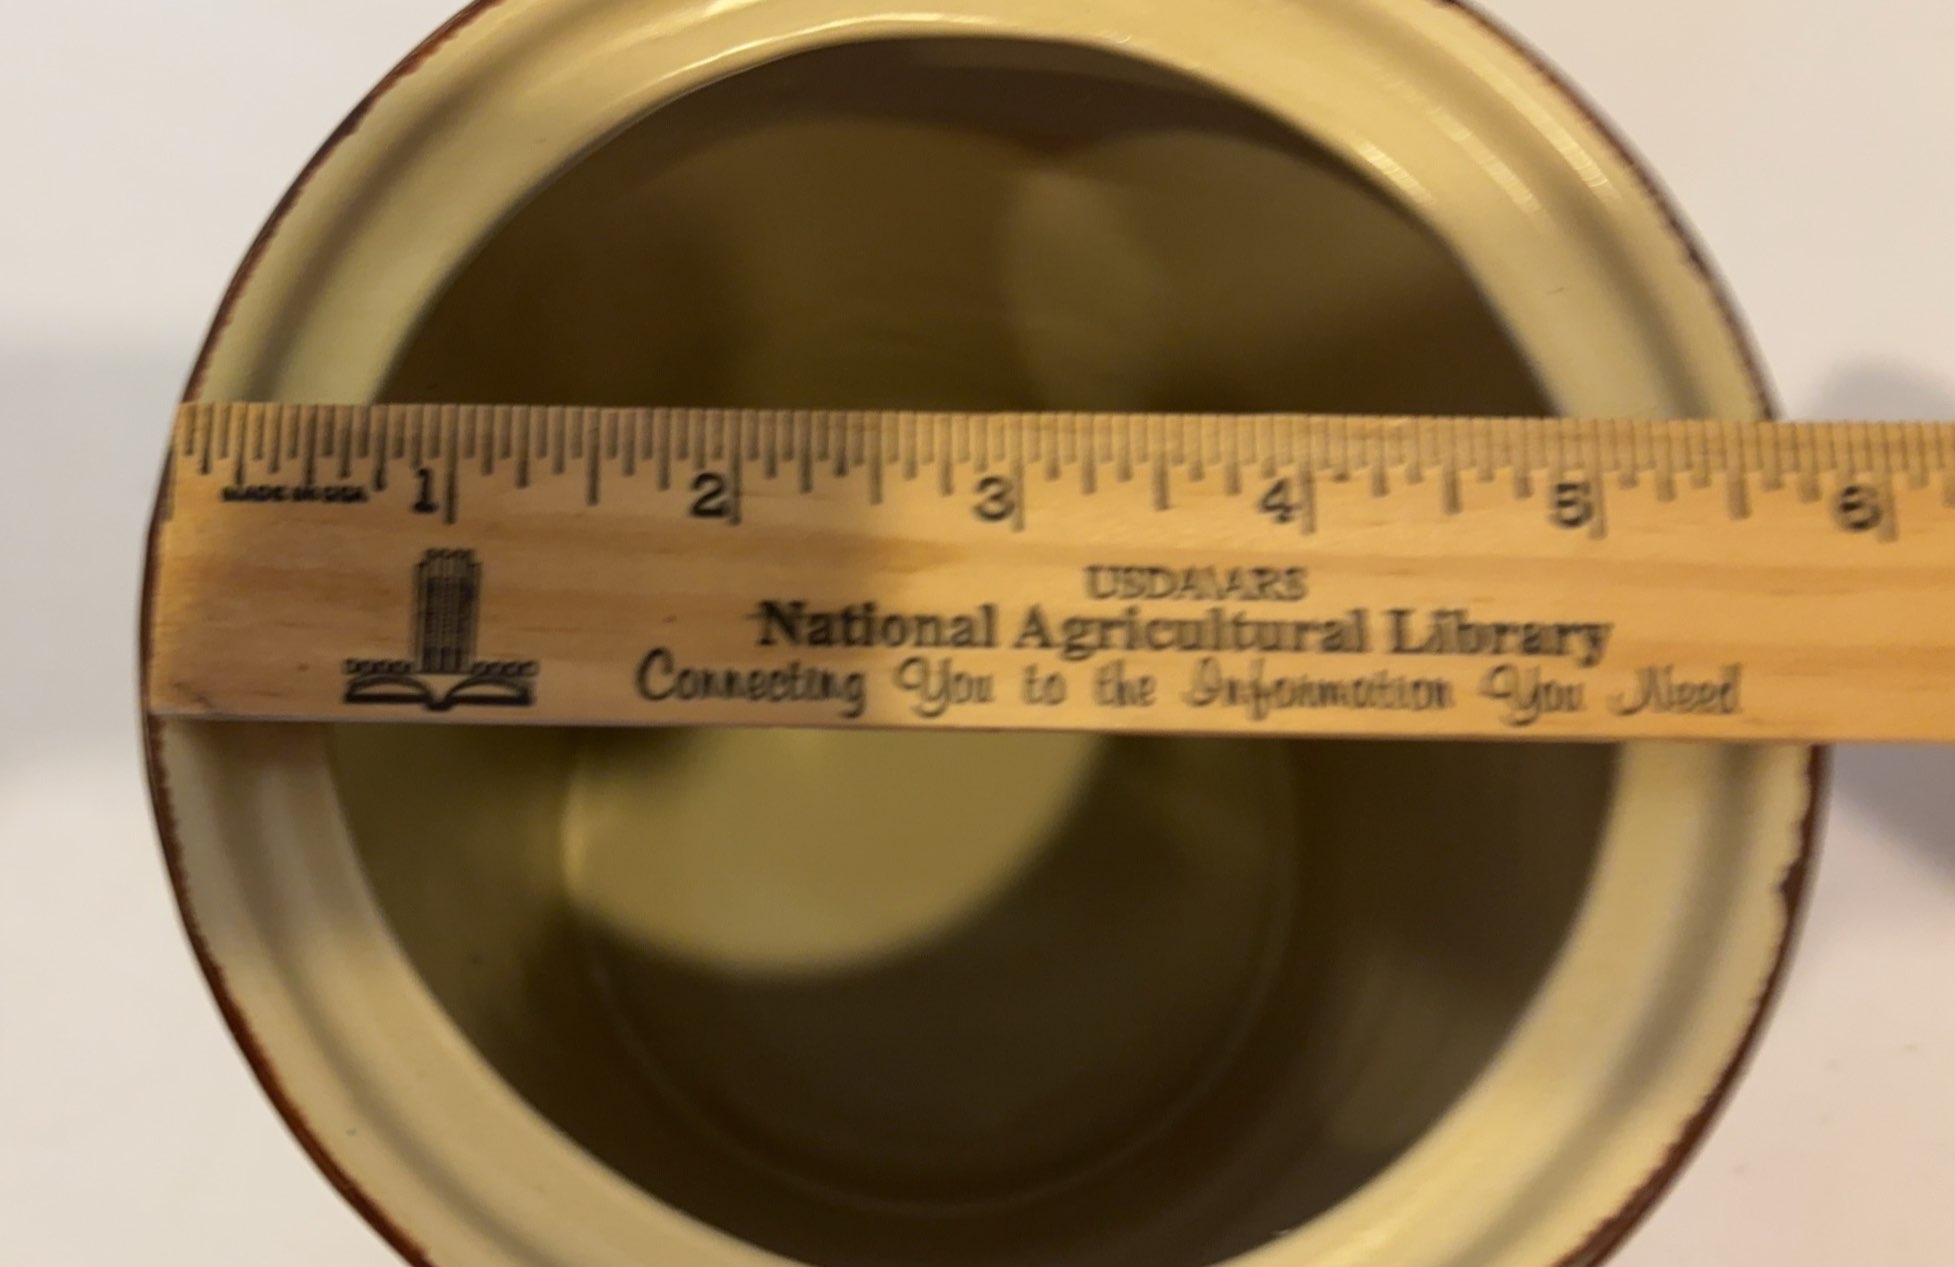 1 2 3 4 5 6
MADE IN USA
USDA\ARS
National Agricultural Library
Connecting You to the Information You Need